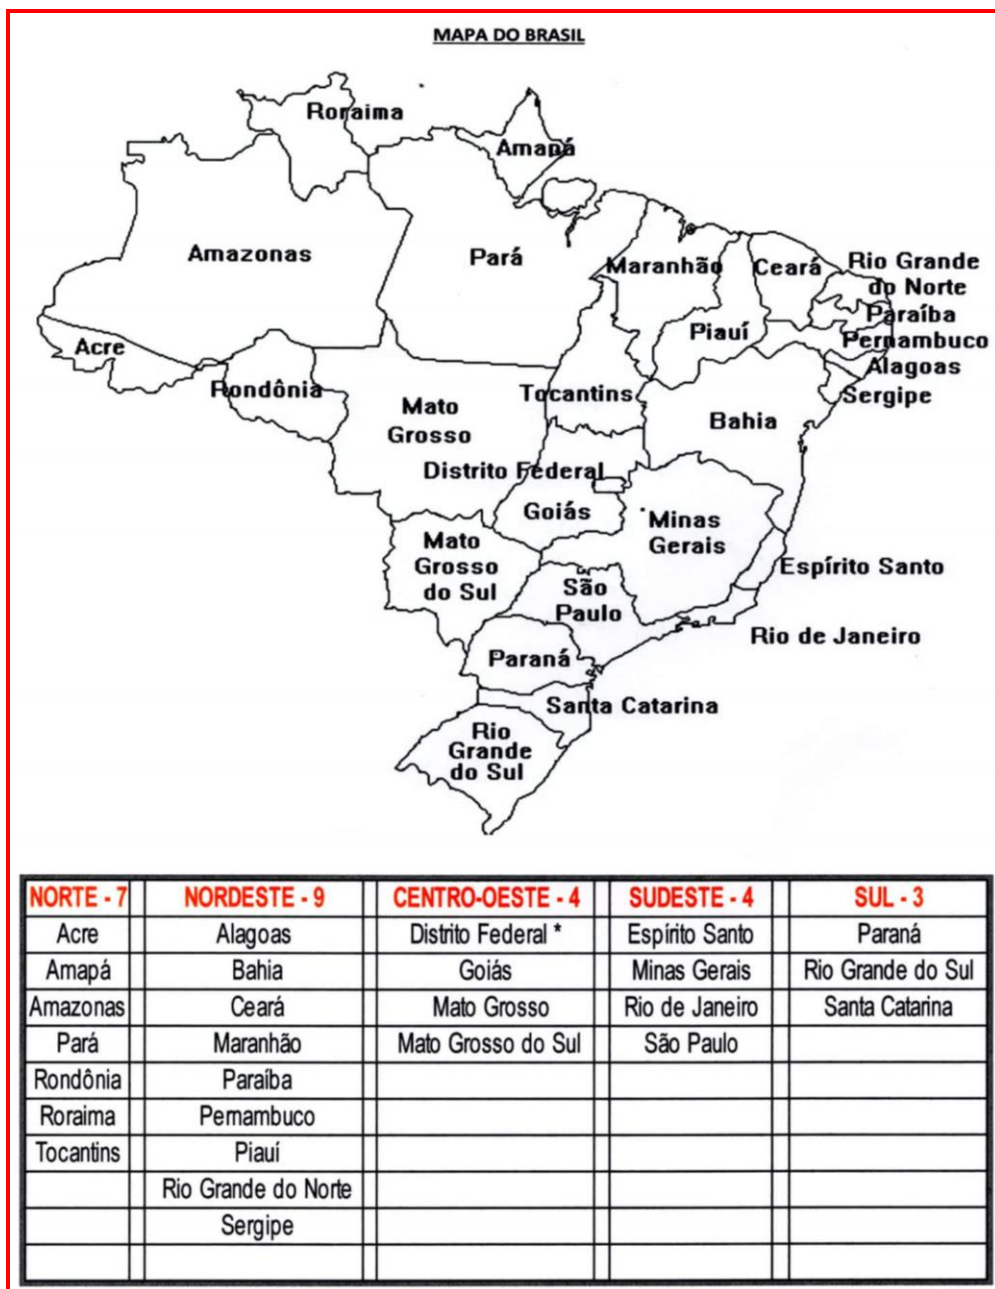 MAPA DO BRASIL
Roraima
Amapá
Amazonas
Pará
Maranhão
Ceará
Rio Grande
do Norte
Paraíba
Piauí
Pernambuco
Acre
Alagoas
Rondônia
Tocantins
Sergipe
Mato
Grosso
Bahia
Distrito Federal
Goiás
Minas
Gerais
Mato
Grosso
do Sul
Espírito Santo
São
Paulo
Rio de Janeiro
Paraná
Santa Catarina
Rio
Grande
do Sul
NORTE - 7 NORDESTE - 9 CENTRO-OESTE - 4 SUDESTE - 4 SUL - 3
Acre Alagoas Distrito Federal * Espírito Santo Paraná
Amapá Bahia Goiás Minas Gerais Rio Grande do Sul
Amazonas Ceará Mato Grosso Rio de Janeiro Santa Catarina
Pará Maranhão Mato Grosso do Sul São Paulo
Rondônia Paraíba
Roraima Pernambuco
Tocantins Piauí
Rio Grande do Norte
Sergipe